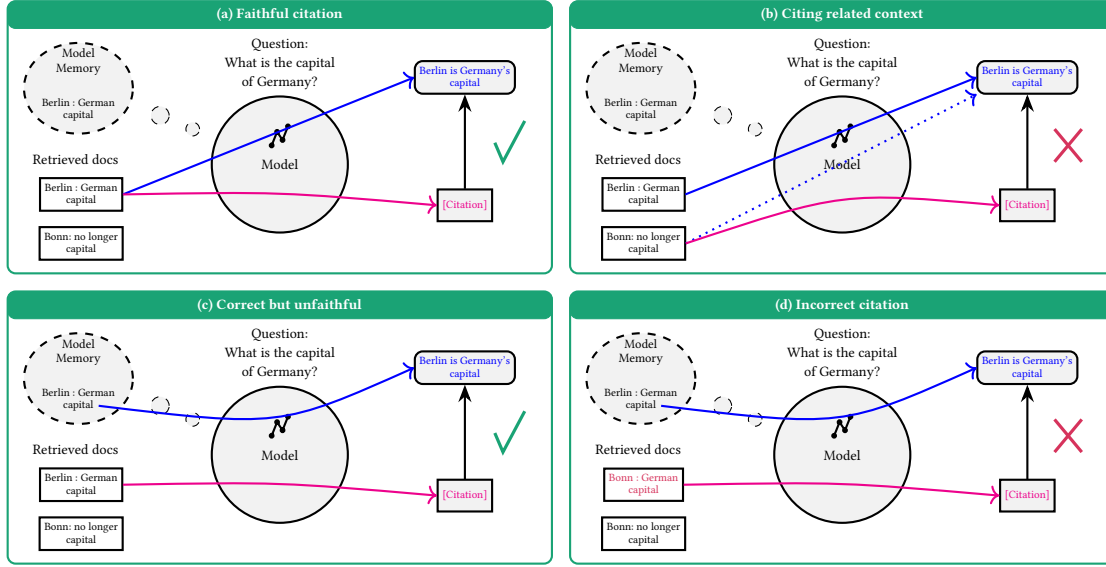 (a) Faithful citation
Model
Memory
Berlin : German
capital
Question:
What is the capital
of Germany?
Berlin is Germany's
capital
Retrieved docs
Berlin : German
capital
Bonn: no longer
capital
Model
[Citation]
(b) Citing related context
Model
Memory
Berlin : German
capital
Question:
What is the capital
of Germany?
Berlin is Germany's
capital
Retrieved docs
Berlin : German
capital
Bonn: no longer
capital
Model
[Citation]
(c) Correct but unfaithful
Model
Memory
Berlin : German
capital
Question:
What is the capital
of Germany?
Berlin is Germany's
capital
Retrieved docs
Berlin : German
capital
Bonn: no longer
capital
Model
[Citation]
(d) Incorrect citation
Model
Memory
Berlin : German
capital
Question:
What is the capital
of Germany?
Berlin is Germany's
capital
Retrieved docs
Bonn : German
capital
Bonn: no longer
capital
Model
[Citation]